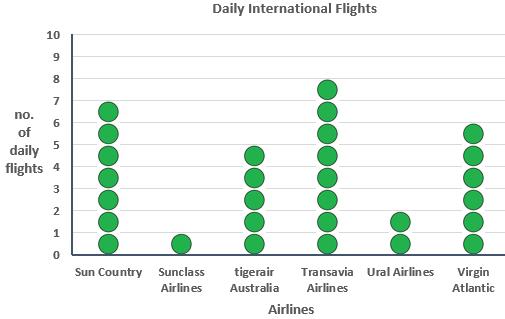 Daily International Flights
10
9
8
7
6
5
4
3
2
1
0
no.
of
daily
flights
Sun Country
Sunclass
Airlines
tigerair
Australia
Transavia
Airlines
Ural Airlines
Virgin
Atlantic
Airlines